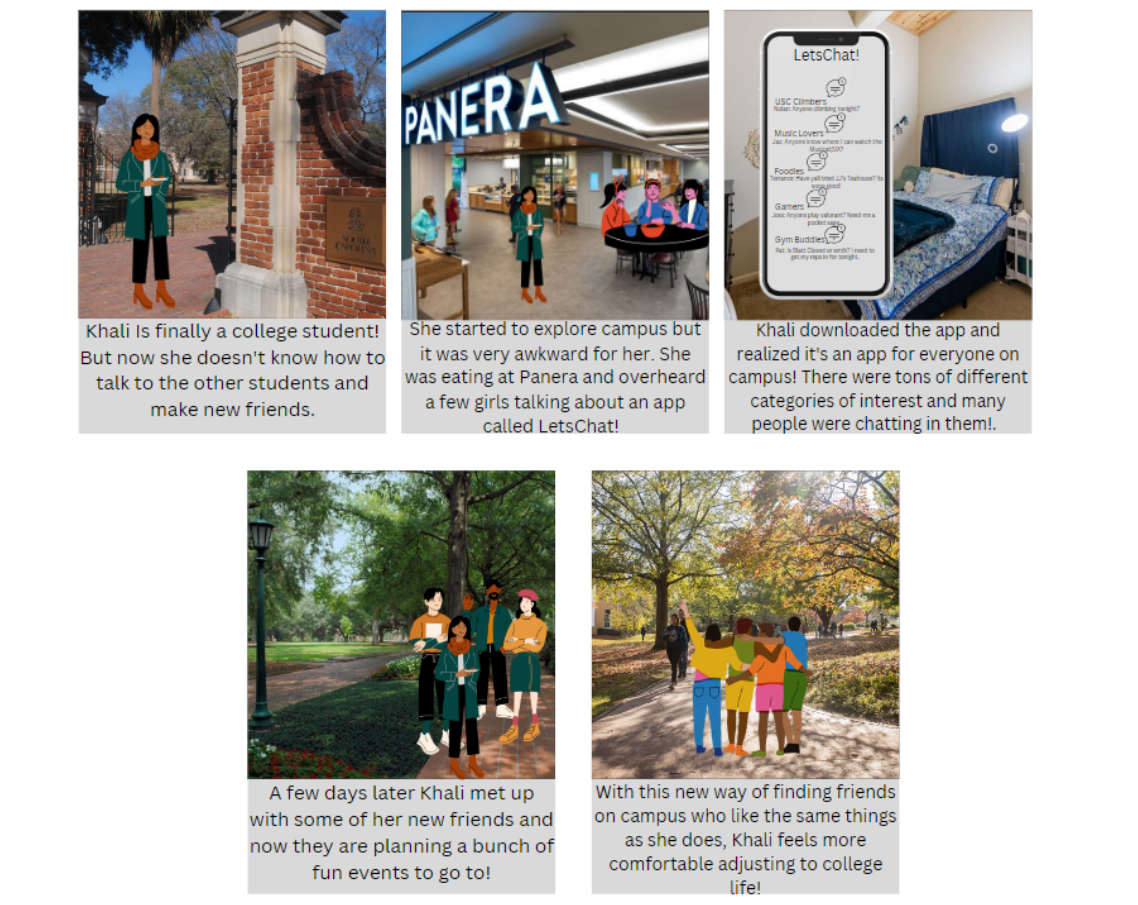 SOUTH
CAROLINA
Khali Is finally a college student!
But now she doesn't know how to
talk to the other students and
make new friends.
PANERA
She started to explore campus but
it was very awkward for her. She
was eating at Panera and overheard
a few girls talking about an app
called LetsChat!
LetsChat!
USC Climbers
Nolan: Anyone climbing tonight?
Music Lovers
Jaz: Anyone know where I can watch the
Foodies
Terrance: Have yall tried JJ's Teahouse? Its
sooo good!
Gamers
Joss: Anyone play valorant? Need me a
pocket sage
Gym Buddies
Pat: Is Blatt Closed or smth? I need to
get my reps in for tonight.
Khali downloaded the app and
realized it's an app for everyone on
campus! There were tons of different
categories of interest and many
people were chatting in them!.
A few days later Khali met up
with some of her new friends and
now they are planning a bunch of
fun events to go to!
With this new way of finding friends
on campus who like the same things
as she does, Khali feels more
comfortable adjusting to college
life!